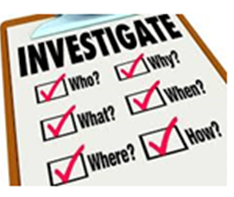 INVESTIGATE
Who? Why?
What? When?
Where? How?